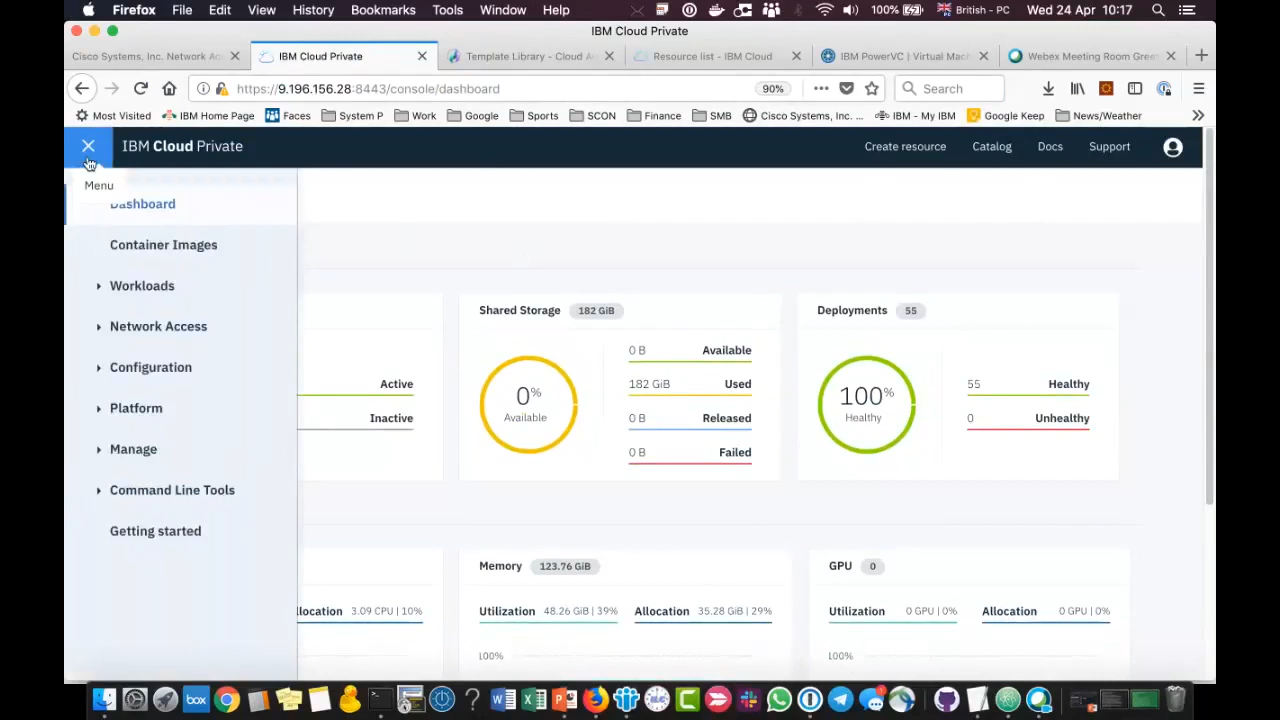 Firefox File Edit View History Bookmarks Tools Window Help 100% British - PC Wed 24 Apr 10:17
IBM Cloud Private
Cisco Systems, Inc. Network Ac IBM Cloud Private Template Library - Cloud A Resource list - IBM Cloud IBM PowerVC | Virtual Mach Webex Meeting Room Green
https://9.196.156.28:8443/console/dashboard 90% Search
Most Visited IBM Home Page Faces System P Work Google Sports SCON Finance SMB Cisco Systems, Inc. ... IBM - My IBM Google Keep News/Weather
IBM Cloud Private Create resource Catalog Docs Support
Menu
Dashboard
Container Images
Workloads
Network Access
Configuration
Platform
Manage
Command Line Tools
Getting started
Active
Inactive
Shared Storage 182 GiB
0%
Available
0 B Available
182 GiB Used
0 B Released
0 B Failed
Deployments 55
100%
Healthy
55 Healthy
0 Unhealthy
llocation 3.09 CPU | 10%
Memory 123.76 GiB
Utilization 48.26 GiB | 39% Allocation 35.28 GiB | 29%
100%
GPU 0
Utilization 0 GPU | 0% Allocation 0 GPU | 0%
100%
box